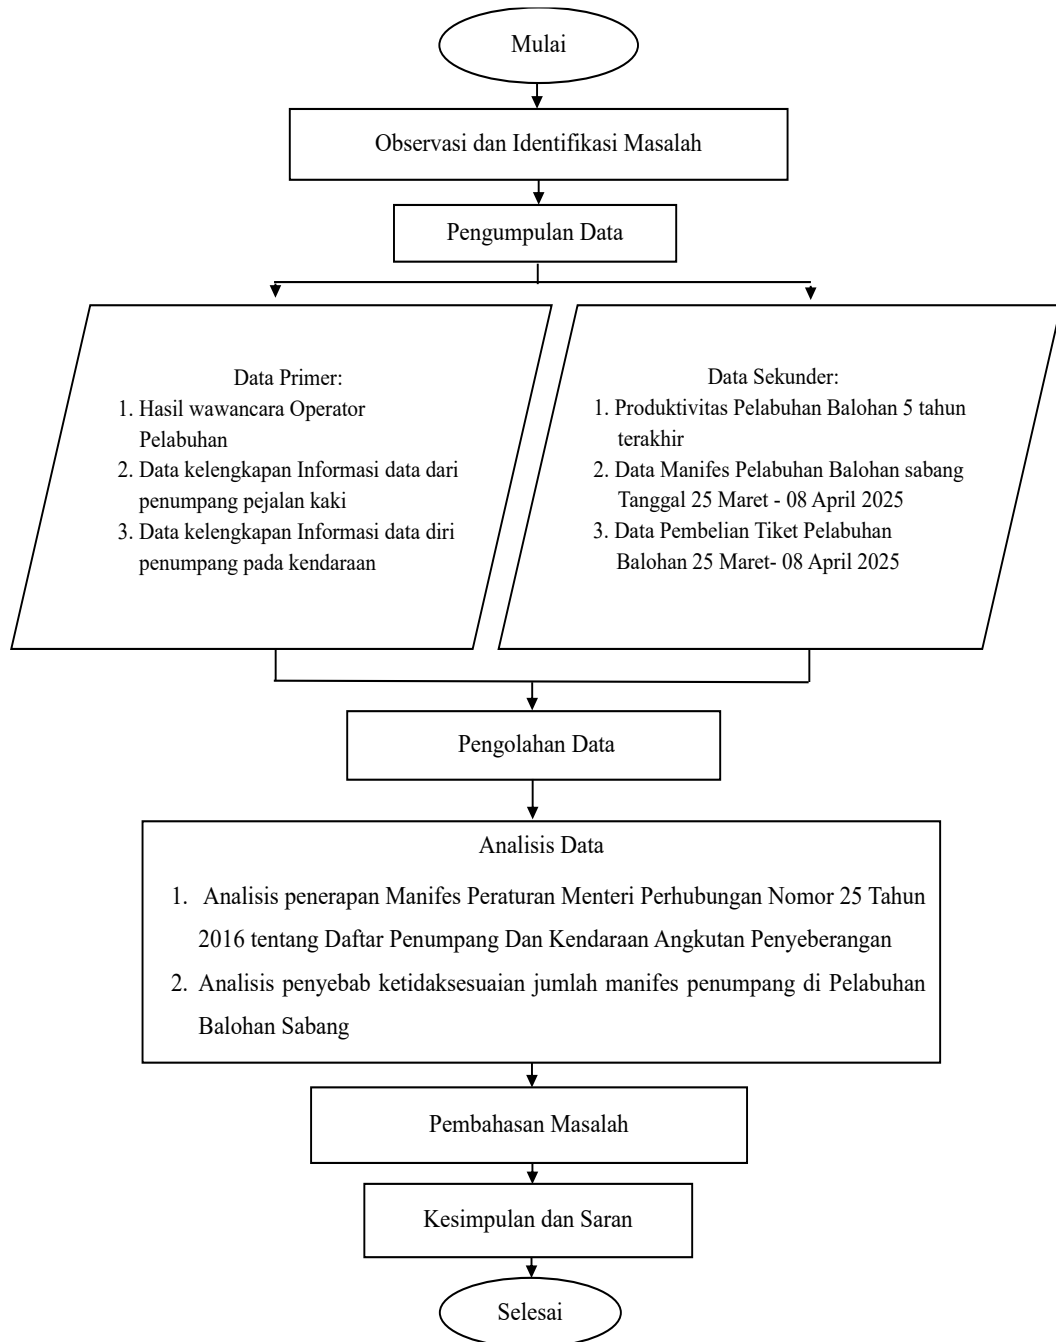 Mulai
Observasi dan Identifikasi Masalah
Pengumpulan Data
Data Primer:
1. Hasil wawancara Operator
Pelabuhan
2. Data kelengkapan Informasi data dari
penumpang pejalan kaki
3. Data kelengkapan Informasi data diri
penumpang pada kendaraan
Data Sekunder:
1. Produktivitas Pelabuhan Balohan 5 tahun
terakhir
2. Data Manifes Pelabuhan Balohan sabang
Tanggal 25 Maret - 08 April 2025
3. Data Pembelian Tiket Pelabuhan
Balohan 25 Maret- 08 April 2025
Pengolahan Data
Analisis Data
1. Analisis penerapan Manifes Peraturan Menteri Perhubungan Nomor 25 Tahun
2016 tentang Daftar Penumpang Dan Kendaraan Angkutan Penyeberangan
2. Analisis penyebab ketidaksesuaian jumlah manifes penumpang di Pelabuhan
Balohan Sabang
Pembahasan Masalah
Kesimpulan dan Saran
Selesai